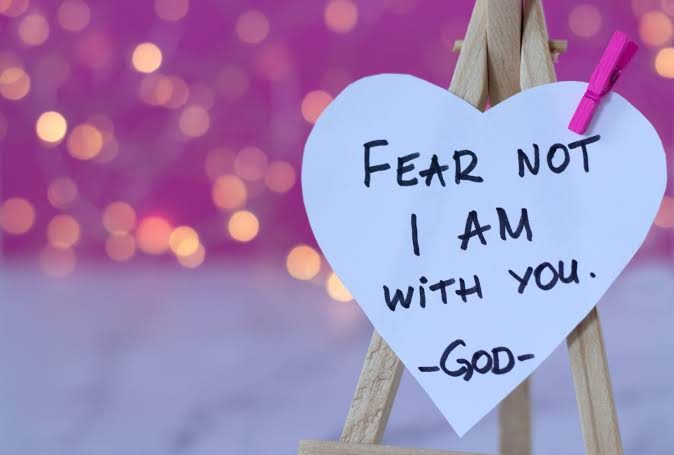 FEAR NOT
I AM
WiTH YOU.
-GOD-